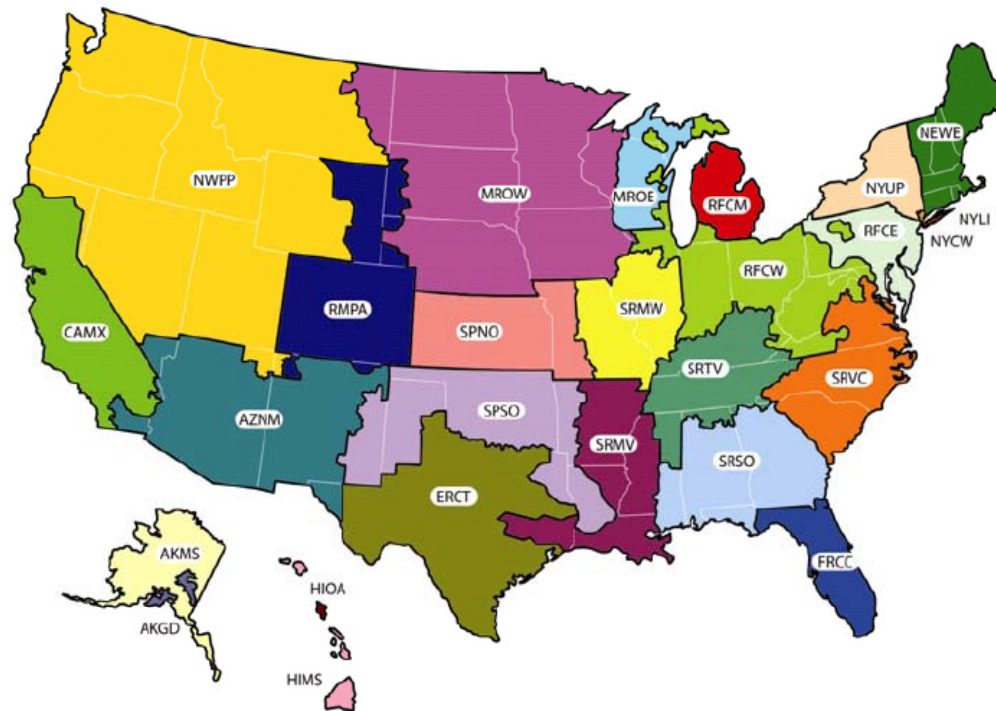 NEWE
NWPP
MROW
MROE
RFCM
NYUP
NYLI
NYCW
RFCE
RFCW
RMPA
SRMW
CAMX
SPNO
SRTV
SRVC
AZNM
SPSO
SRMV
SRSO
ERCT
AKMS
FRCC
HIOA
AKGD
HIMS